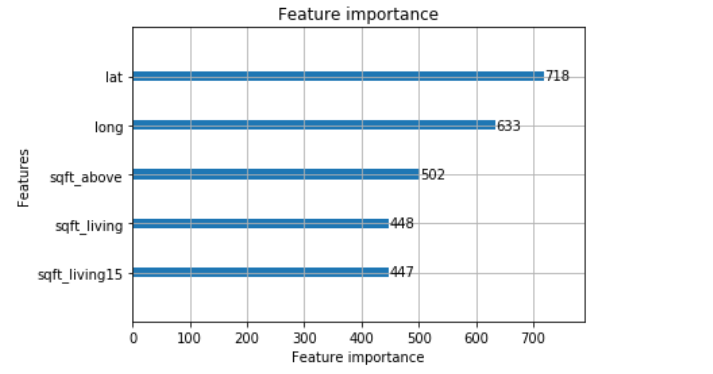 Feature importance
lat 718
long 633
sqft_above 502
sqft_living 448
sqft_living15 447
Features
0 100 200 300 400 500 600 700
Feature importance